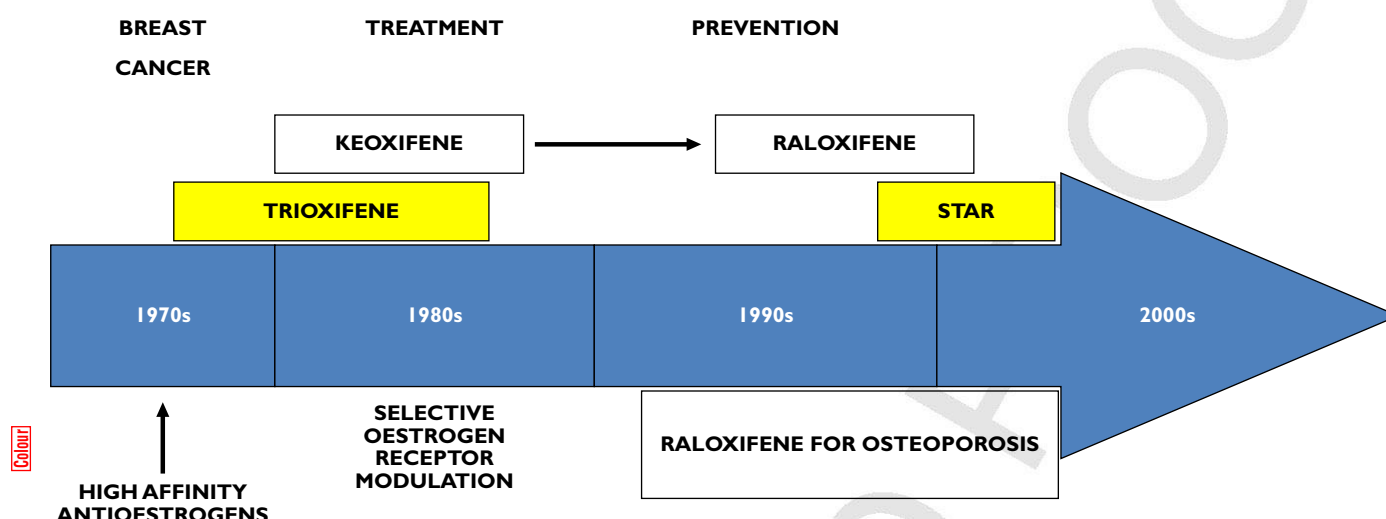 BREAST
CANCER
TREATMENT
PREVENTION
KEOXIFENE
RALOXIFENE
TRIOXIFENE
STAR
1970s
1980s
1990s
2000s
SELECTIVE
OESTROGEN
RECEPTOR
MODULATION
RALOXIFENE FOR OSTEOPOROSIS
Colour
HIGH AFFINITY
ANTIOESTROGENS